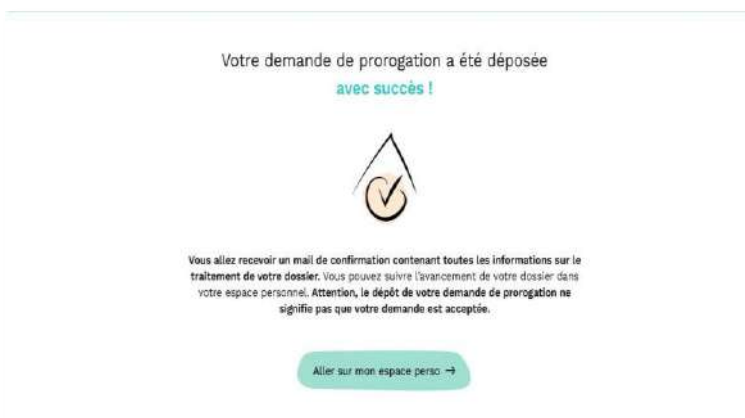 Votre demande de prorogation a été déposée
avec succès !
Vous allez recevoir un mail de confirmation contenant toutes les informations sur le
traitement de votre dossier. Vous pouvez suivre l'avancement de votre dossier dans
votre espace personnel. Attention, le dépôt de votre demande de prorogation ne
signifie pas que votre demande est acceptée.
Aller sur mon espace perso →